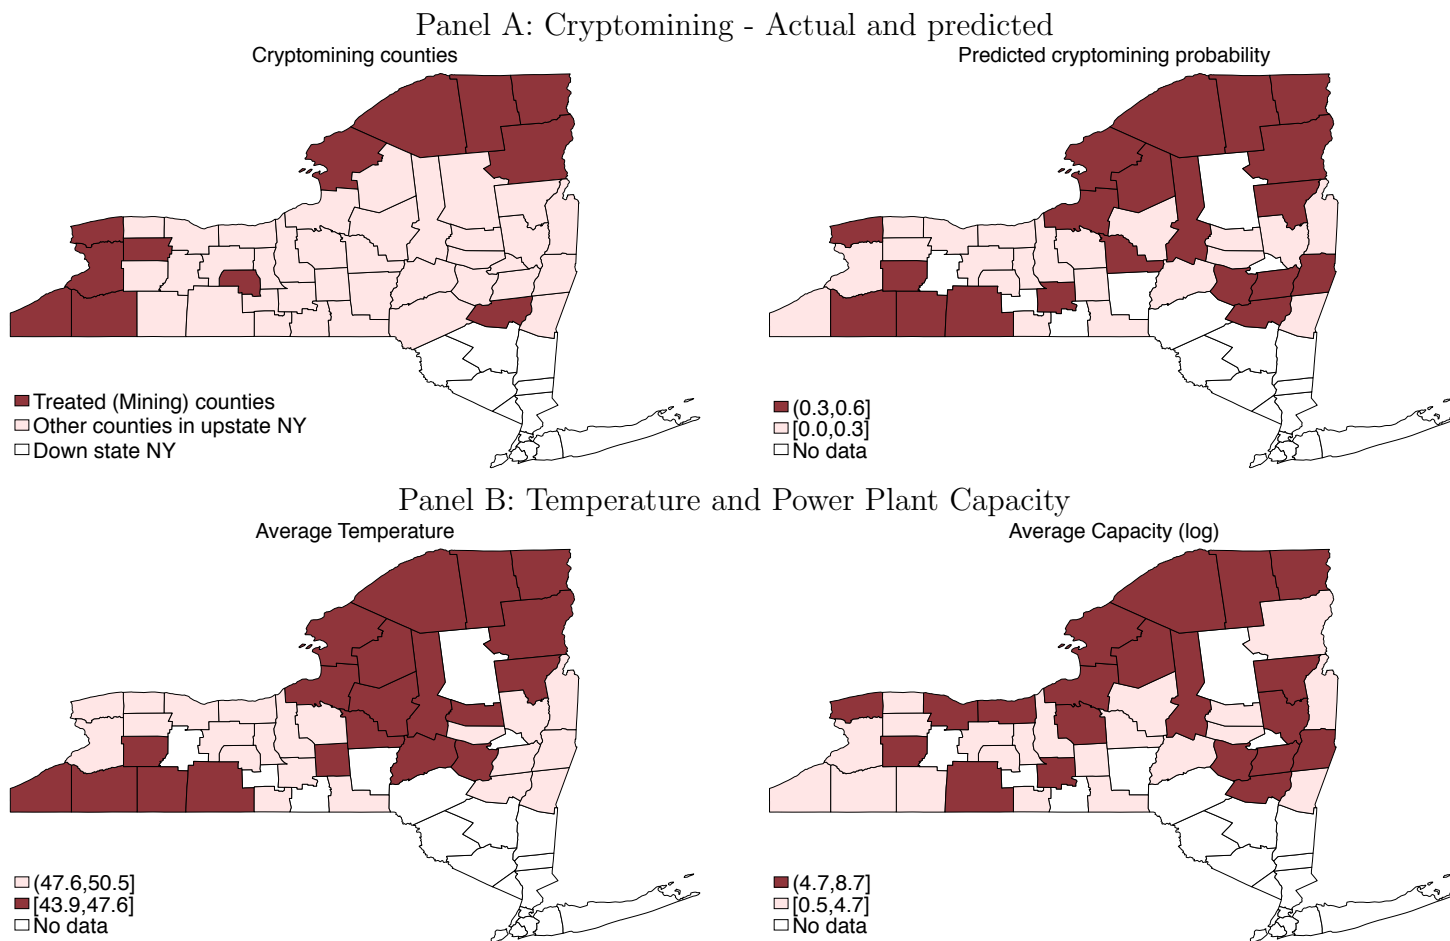 Panel A: Cryptomining - Actual and predicted
Cryptomining counties
Predicted cryptomining probability
Treated (Mining) counties
Other counties in upstate NY
Down state NY
(0.3,0.6]
[0.0,0.3]
No data
Panel B: Temperature and Power Plant Capacity
Average Temperature
Average Capacity (log)
(47.6,50.5]
[43.9,47.6]
No data
(4.7,8.7]
[0.5,4.7]
No data